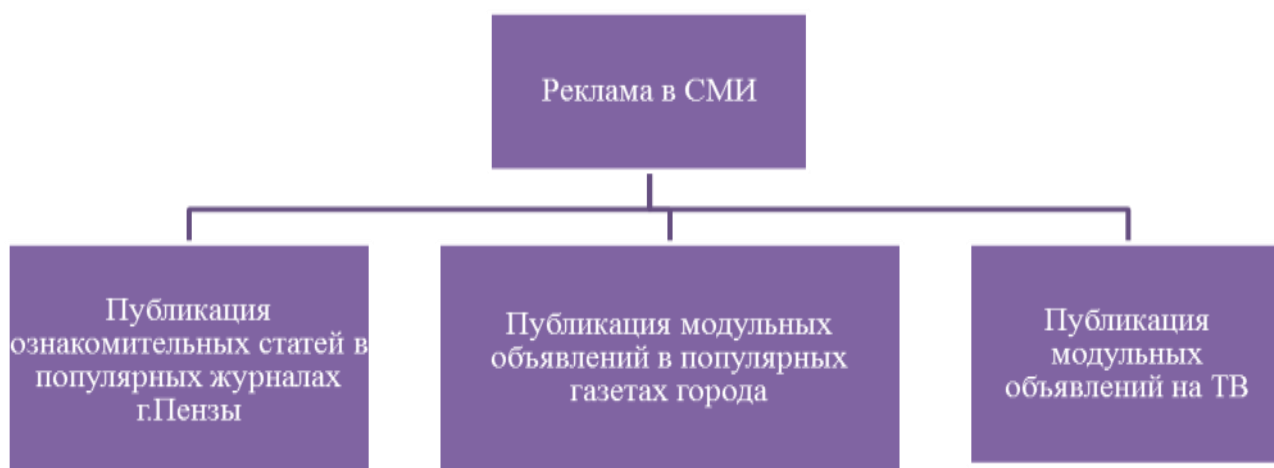 Реклама в СМИ
Публикация
ознакомительных статей в
популярных журналах
г.Пензы
Публикация модульных
объявлений в популярных
газетах города
Публикация
модульных
объявлений на ТВ